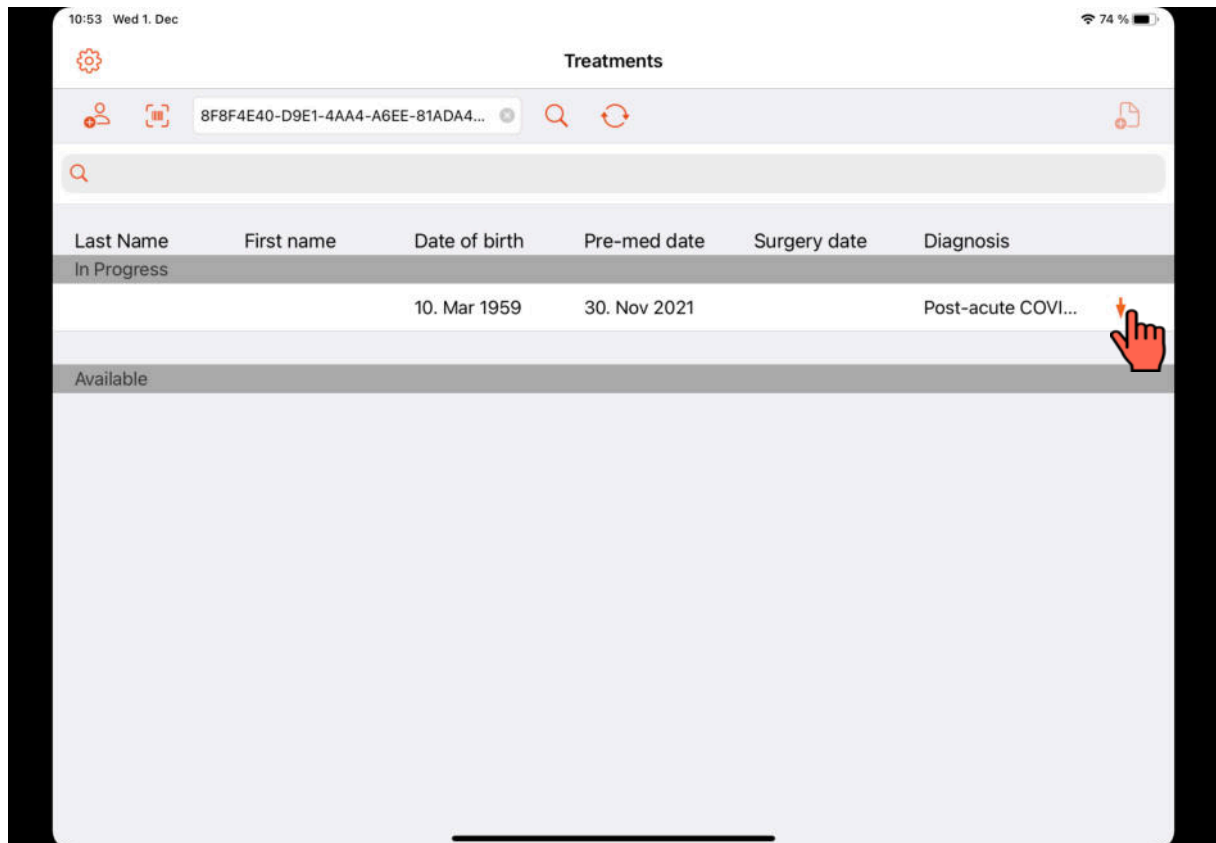 10:53 Wed 1. Dec 74 %
Treatments
8F8F4E40-D9E1-4AA4-A6EE-81ADA4...
Last Name First name Date of birth Pre-med date Surgery date Diagnosis
In Progress
10. Mar 1959 30. Nov 2021 Post-acute COVI...
Available